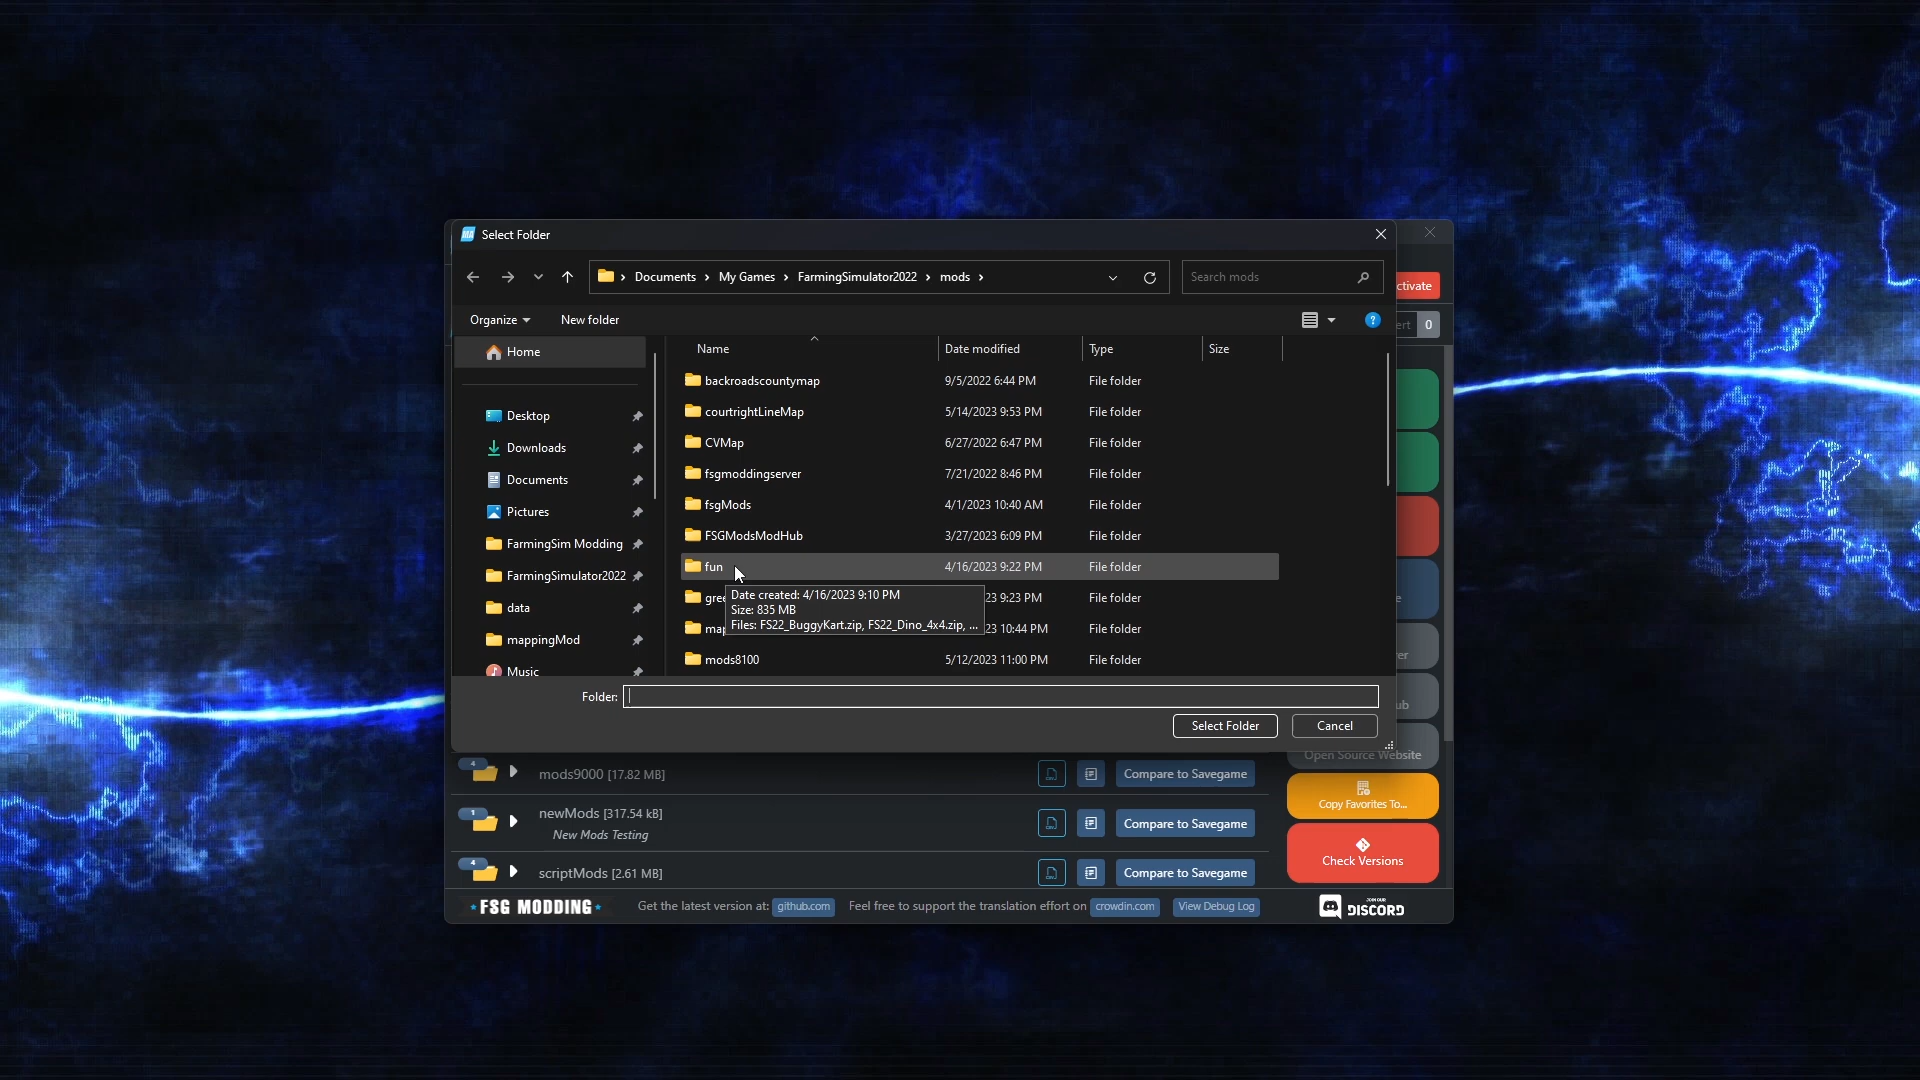 Select Folder
Documents > My Games > FarmingSimulator2022 > mods >
Search mods
ctivate
Organize
New folder
ert 0
Home
Name Date modified Type Size
backroadscountymap 9/5/2022 6:44 PM File folder
courtrightLineMap 5/14/2023 9:53 PM File folder
CVMap 6/27/2022 6:47 PM File folder
fsgmoddingserver 7/21/2022 8:46 PM File folder
fsgMods 4/1/2023 10:40 AM File folder
FSGModsModHub 3/27/2023 6:09 PM File folder
fun 4/16/2023 9:22 PM File folder
gree 23 9:23 PM File folder
map 23 10:44 PM File folder
mods8100 5/12/2023 11:00 PM File folder
Date created: 4/16/2023 9:10 PM
Size: 835 MB
Files: FS22_BuggyKart.zip, FS22_Dino_4x4.zip, ...
Desktop
Downloads
Documents
Pictures
FarmingSim Modding
FarmingSimulator2022
data
mappingMod
Music
Folder:
Select Folder
Cancel
e
er
ub
Open Source Website
Copy Favorites To...
Check Versions
4 mods9000 [17.82 MB] Compare to Savegame
1 newMods [317.54 kB] Compare to Savegame
New Mods Testing
4 scriptMods [2.61 MB] Compare to Savegame
FSG MODDING Get the latest version at: github.com Feel free to support the translation effort on crowdin.com View Debug Log
JOIN OUR
DISCORD